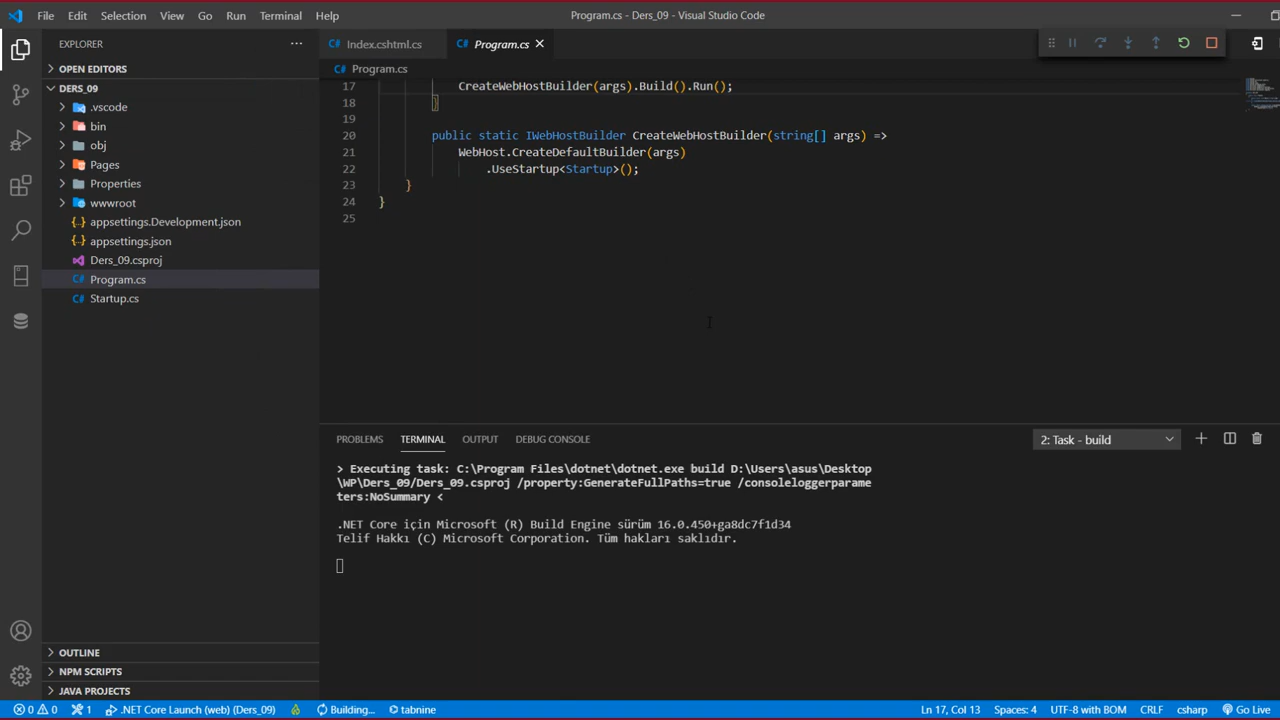 File Edit Selection View Go Run Terminal Help
Program.cs - Ders_09 - Visual Studio Code
EXPLORER
OPEN EDITORS
DERS_09
.vscode
bin
obj
Pages
Properties
wwwroot
appsettings.Development.json
appsettings.json
Ders_09.csproj
Program.cs
Startup.cs
OUTLINE
NPM SCRIPTS
JAVA PROJECTS
Index.cshtml.cs Program.cs
Program.cs
17 CreateWebHostBuilder(args).Build().Run();
18 }
19
20 public static IWebHostBuilder CreateWebHostBuilder(string[] args) =>
21 WebHost.CreateDefaultBuilder(args)
22 .UseStartup<Startup>();
23 }
24 }
25
PROBLEMS TERMINAL OUTPUT DEBUG CONSOLE
2: Task - build
> Executing task: C:\Program Files\dotnet\dotnet.exe build D:\Users\asus\Desktop
\WP\Ders_09/Ders_09.csproj /property:GenerateFullPaths=true /consoleloggerparame
ters:NoSummary <
.NET Core için Microsoft (R) Build Engine sürüm 16.0.450+ga8dc7f1d34
Telif Hakkı (C) Microsoft Corporation. Tüm hakları saklıdır.
0 0 1 .NET Core Launch (web) (Ders_09) Building... tabnine Ln 17, Col 13 Spaces: 4 UTF-8 with BOM CRLF csharp Go Live